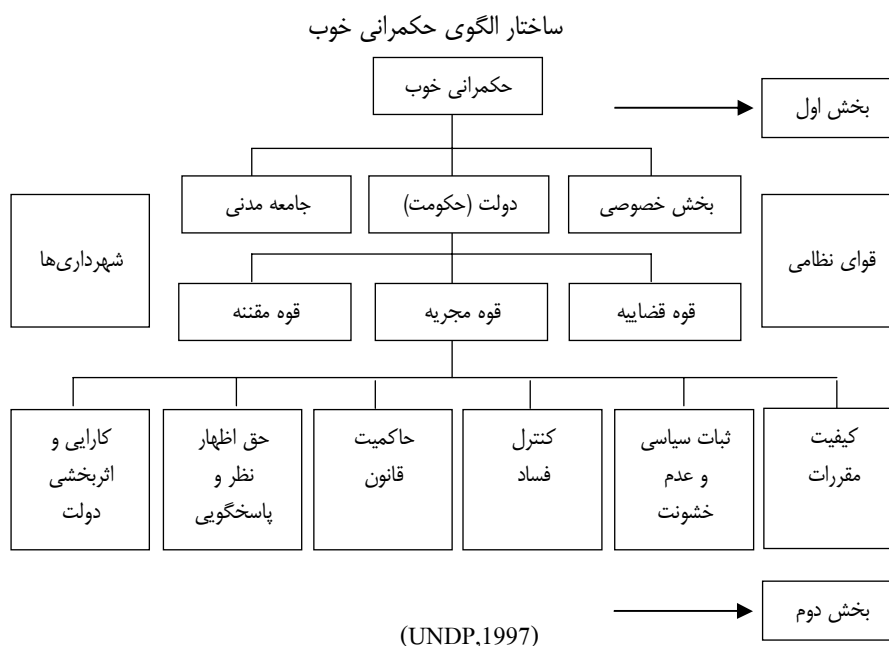 ساختار الگوی حکمرانی خوب
حکمرانی خوب
بخش اول
بخش خصوصی
دولت (حکومت)
جامعه مدنی
قوای نظامی
شهرداری‌ها
قوه قضاییه
قوه مجریه
قوه مقننه
کیفیت
مقررات
ثبات سیاسی
و عدم
خشونت
کنترل
فساد
حاکمیت
قانون
حق اظهار
نظر و
پاسخگویی
کارایی و
اثربخشی
دولت
بخش دوم
(UNDP,1997)